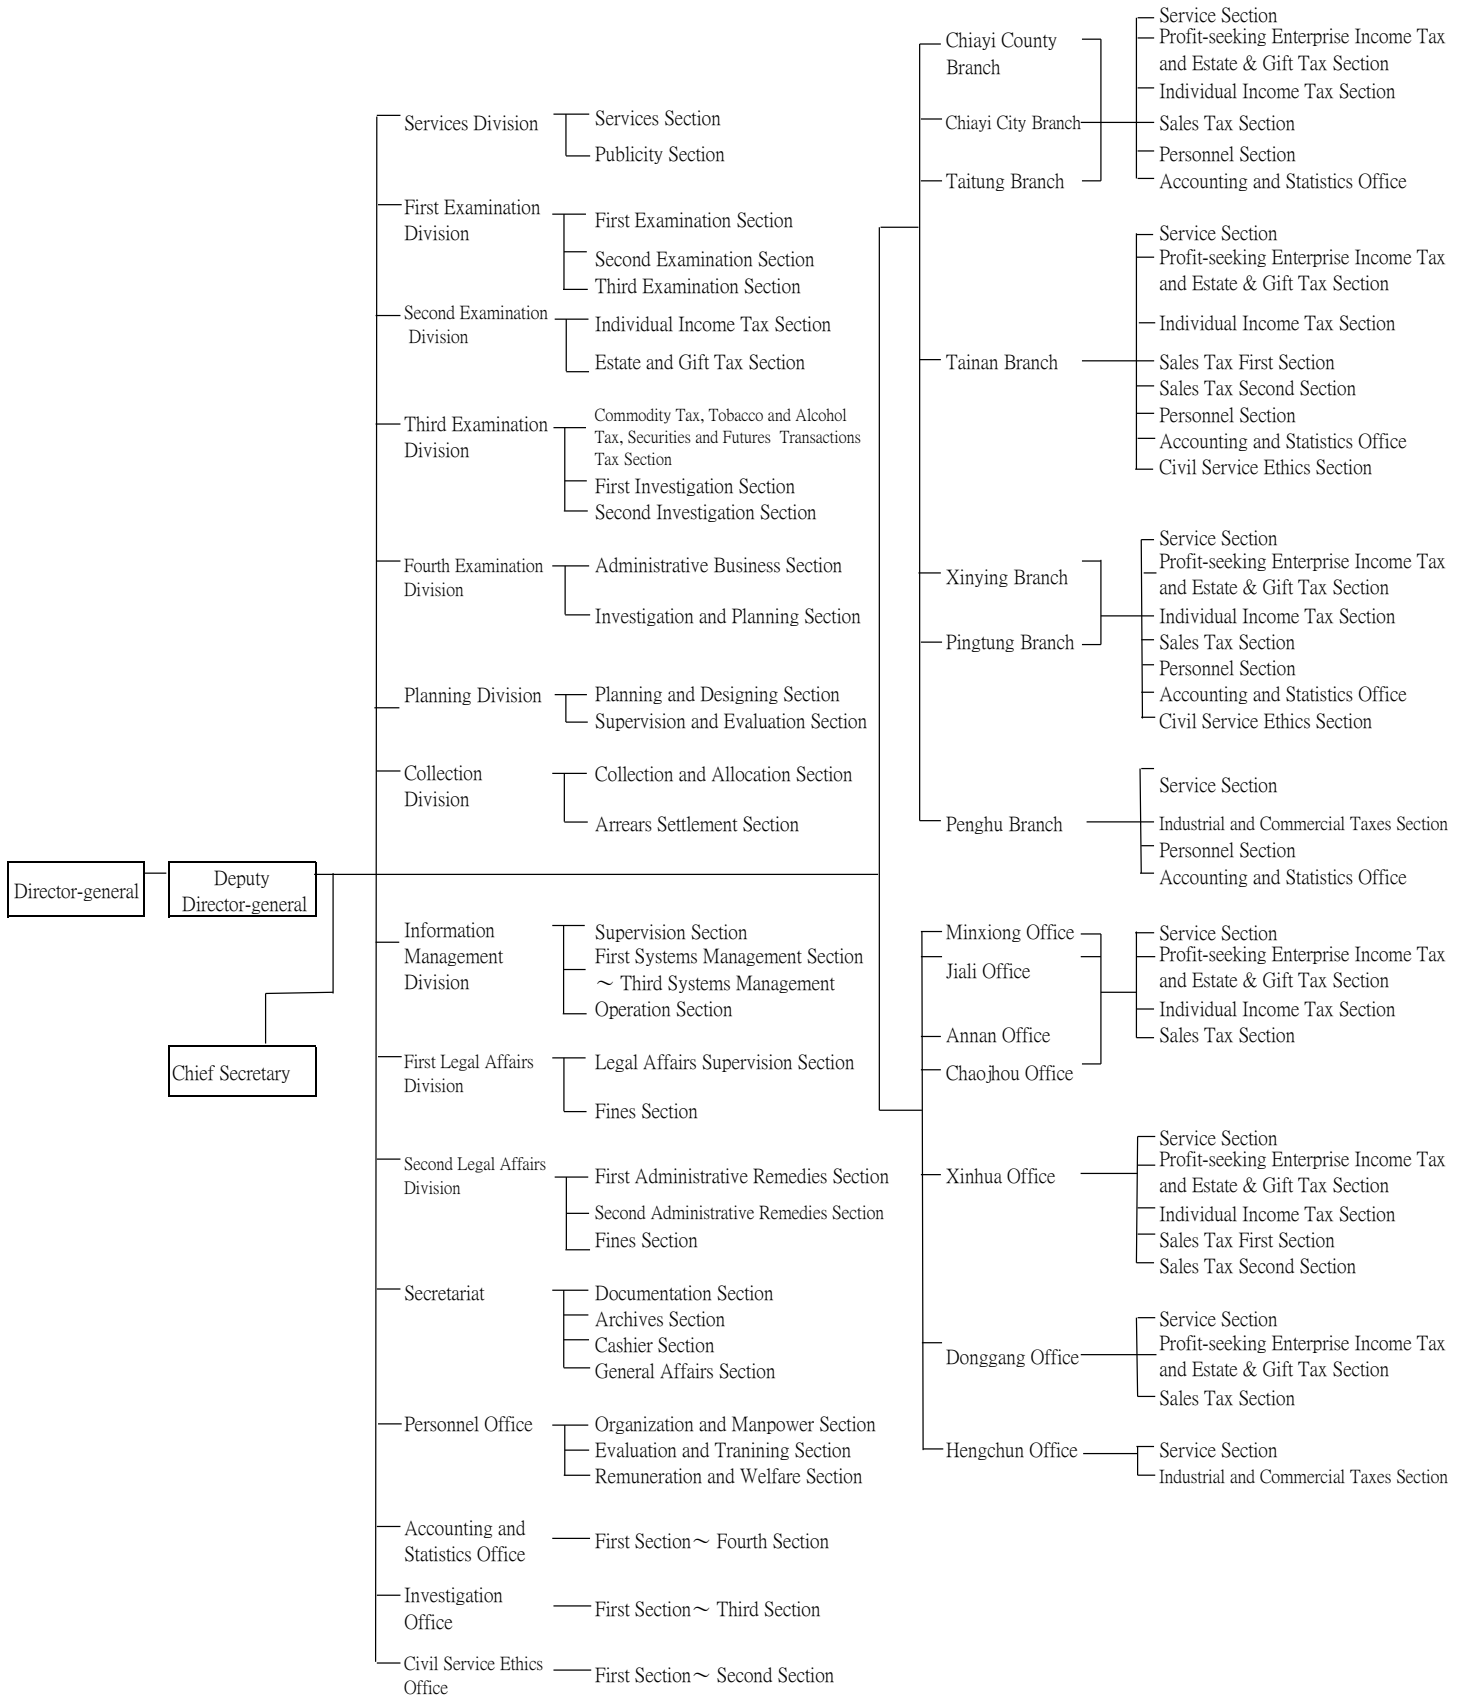 Director-general
Deputy
Director-general
Chief Secretary
Services Division
Services Section
Publicity Section
First Examination
Division
First Examination Section
Second Examination Section
Third Examination Section
Second Examination
Division
Individual Income Tax Section
Estate and Gift Tax Section
Third Examination
Division
Commodity Tax, Tobacco and Alcohol
Tax, Securities and Futures Transactions
Tax Section
First Investigation Section
Second Investigation Section
Fourth Examination
Division
Administrative Business Section
Investigation and Planning Section
Planning Division
Planning and Designing Section
Supervision and Evaluation Section
Collection
Division
Collection and Allocation Section
Arrears Settlement Section
Information
Management
Division
Supervision Section
First Systems Management Section
～ Third Systems Management
Operation Section
First Legal Affairs
Division
Legal Affairs Supervision Section
Fines Section
Second Legal Affairs
Division
First Administrative Remedies Section
Second Administrative Remedies Section
Fines Section
Secretariat
Documentation Section
Archives Section
Cashier Section
General Affairs Section
Personnel Office
Organization and Manpower Section
Evaluation and Tranining Section
Remuneration and Welfare Section
Accounting and
Statistics Office
First Section～ Fourth Section
Investigation
Office
First Section～ Third Section
Civil Service Ethics
Office
First Section～ Second Section
Chiayi County
Branch
Chiayi City Branch
Taitung Branch
Service Section
Profit-seeking Enterprise Income Tax
and Estate & Gift Tax Section
Individual Income Tax Section
Sales Tax Section
Personnel Section
Accounting and Statistics Office
Tainan Branch
Service Section
Profit-seeking Enterprise Income Tax
and Estate & Gift Tax Section
Individual Income Tax Section
Sales Tax First Section
Sales Tax Second Section
Personnel Section
Accounting and Statistics Office
Civil Service Ethics Section
Xinying Branch
Pingtung Branch
Service Section
Profit-seeking Enterprise Income Tax
and Estate & Gift Tax Section
Individual Income Tax Section
Sales Tax Section
Personnel Section
Accounting and Statistics Office
Civil Service Ethics Section
Penghu Branch
Service Section
Industrial and Commercial Taxes Section
Personnel Section
Accounting and Statistics Office
Minxiong Office
Jiali Office
Annan Office
Chaojhou Office
Service Section
Profit-seeking Enterprise Income Tax
and Estate & Gift Tax Section
Individual Income Tax Section
Sales Tax Section
Xinhua Office
Service Section
Profit-seeking Enterprise Income Tax
and Estate & Gift Tax Section
Individual Income Tax Section
Sales Tax First Section
Sales Tax Second Section
Donggang Office
Service Section
Profit-seeking Enterprise Income Tax
and Estate & Gift Tax Section
Sales Tax Section
Hengchun Office
Service Section
Industrial and Commercial Taxes Section